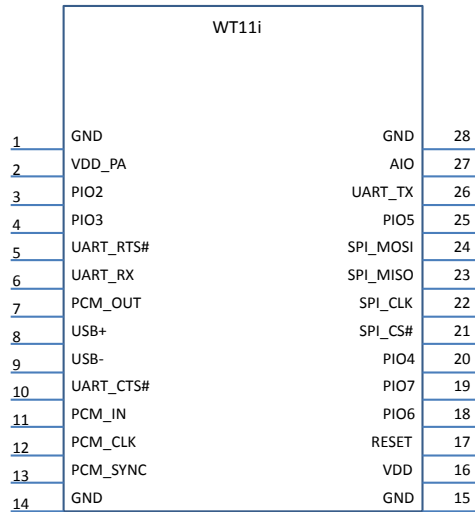 WT11i
1 GND GND 28
2 VDD_PA AIO 27
3 PIO2 UART_TX 26
4 PIO3 PIO5 25
5 UART_RTS# SPI_MOSI 24
6 UART_RX SPI_MISO 23
7 PCM_OUT SPI_CLK 22
8 USB+ SPI_CS# 21
9 USB- PIO4 20
10 UART_CTS# PIO7 19
11 PCM_IN PIO6 18
12 PCM_CLK RESET 17
13 PCM_SYNC VDD 16
14 GND GND 15